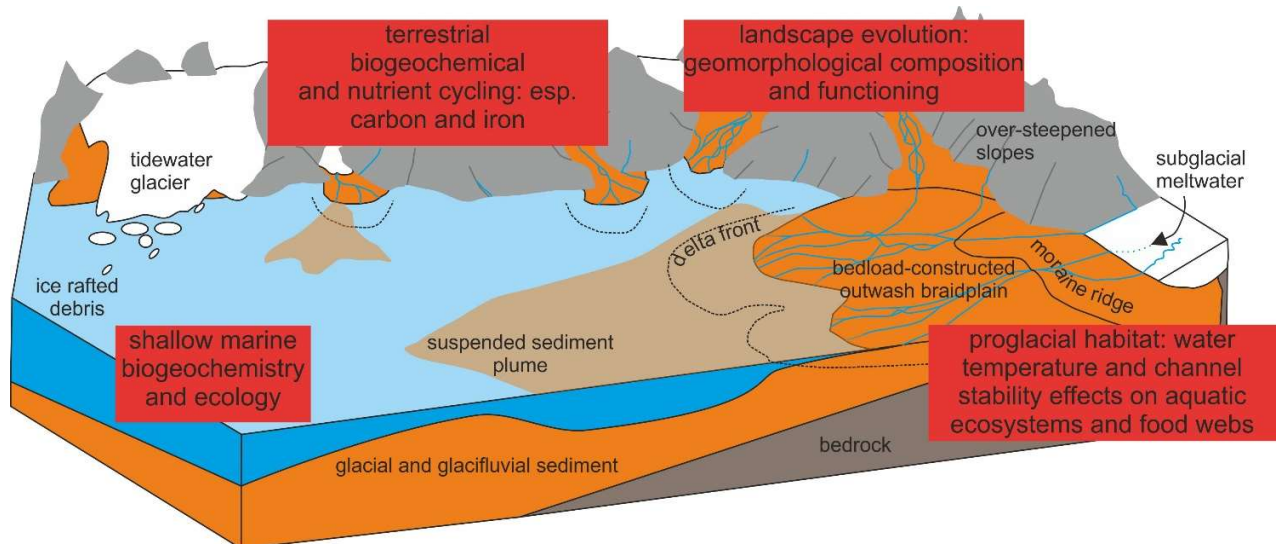 terrestrial
biogeochemical
and nutrient cycling: esp.
carbon and iron
landscape evolution:
geomorphological composition
and functioning
over-steepened
slopes
subglacial
meltwater
tidewater
glacier
delta front
moraine ridge
bedload-constructed
outwash braidplain
ice rafted
debris
shallow marine
biogeochemistry
and ecology
suspended sediment
plume
proglacial habitat: water
temperature and channel
stability effects on aquatic
ecosystems and food webs
bedrock
glacial and glacifluvial sediment